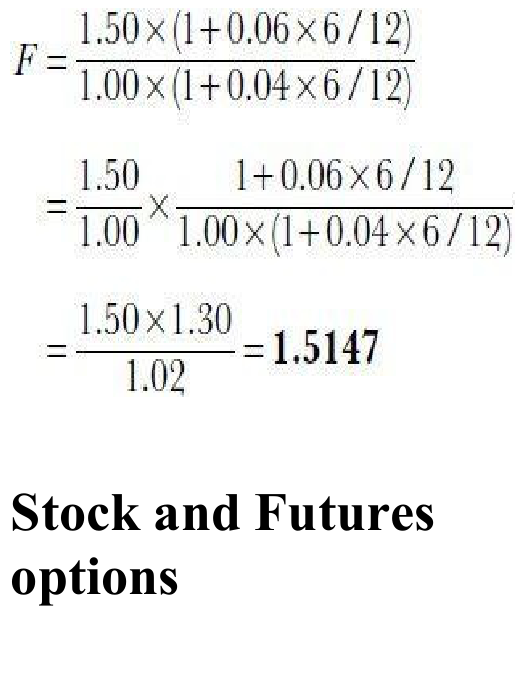 F = 1.50×(1+0.06×6/12) / 1.00×(1+0.04×6/12)
= 1.50/1.00 × 1+0.06×6/12 / 1.00×(1+0.04×6/12)
= 1.50×1.30 / 1.02 = 1.5147
Stock and Futures
options